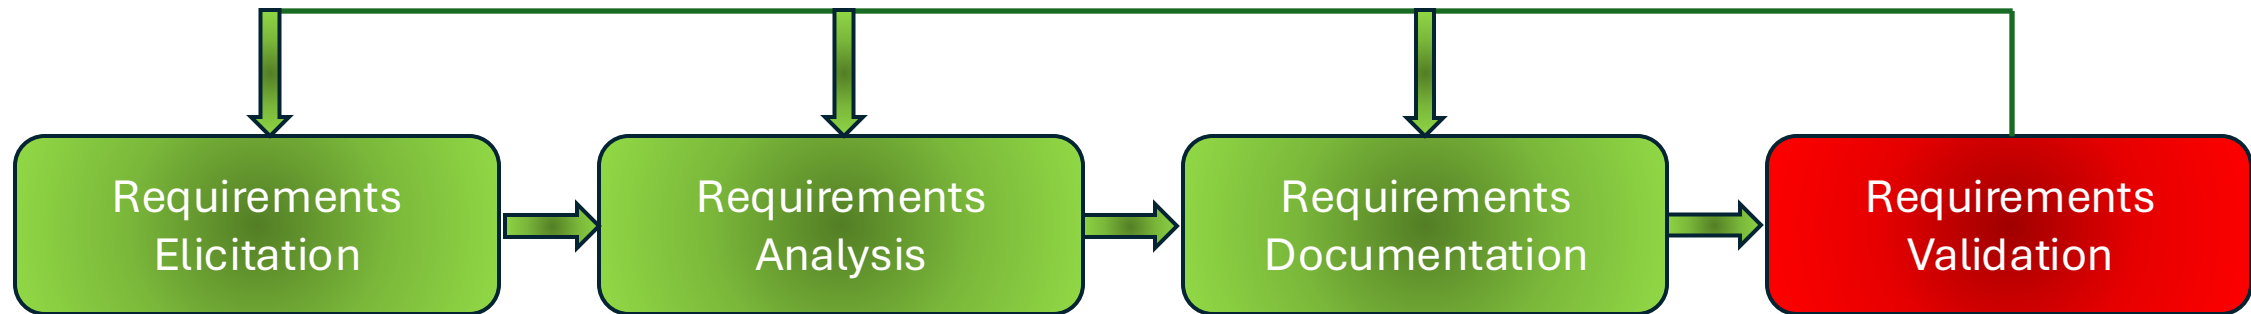 Requirements
Elicitation
Requirements
Analysis
Requirements
Documentation
Requirements
Validation